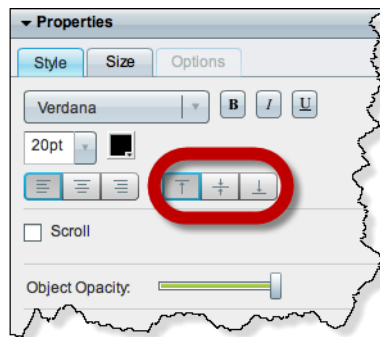 Properties
Style Size Options
Verdana B I U
20pt
Scroll
Object Opacity: